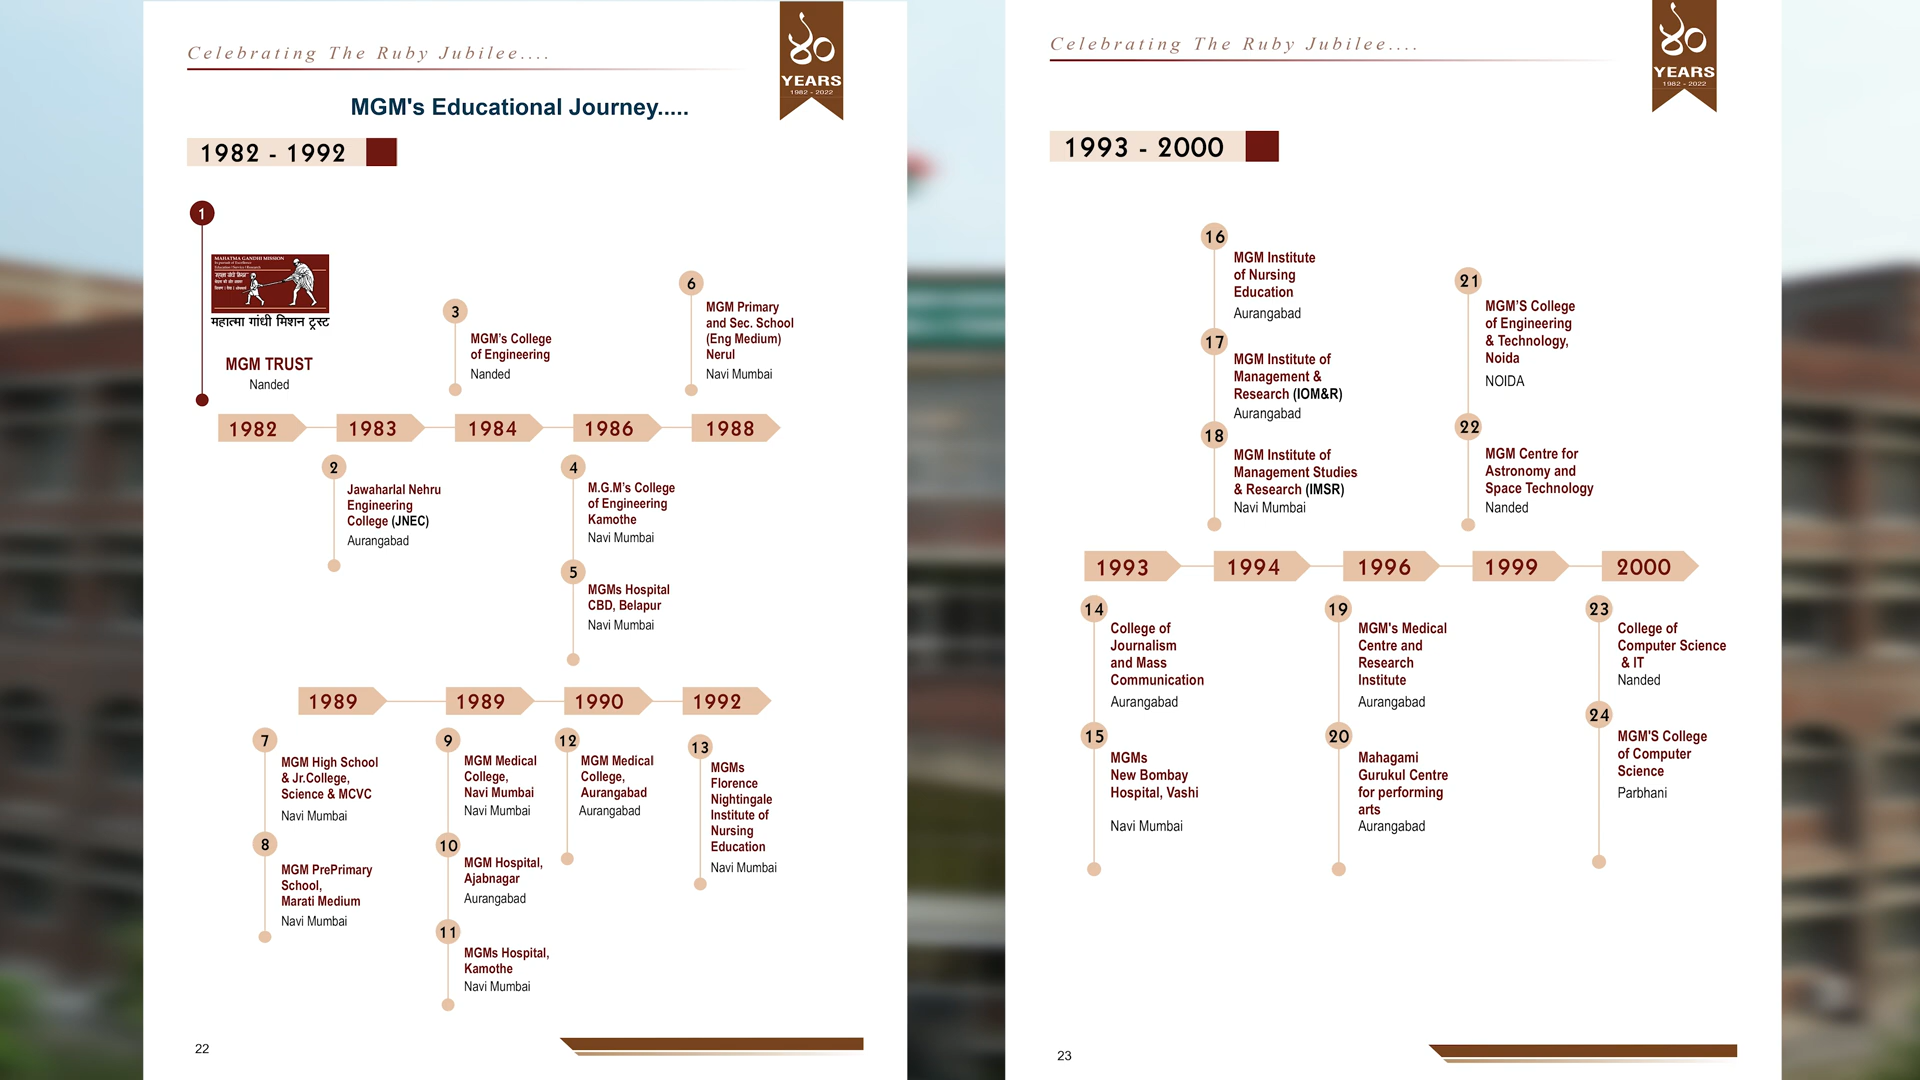 Celebrating The Ruby Jubilee....
४०
YEARS
1982 - 2022
MGM's Educational Journey.....
1982 - 1992
1
MAHATMA GANDHI MISSION
महात्मा गांधी मिशन ट्रस्ट
MGM TRUST
Nanded
3
MGM's College
of Engineering
Nanded
6
MGM Primary
and Sec. School
(Eng Medium)
Nerul
Navi Mumbai
1982
1983
1984
1986
1988
2
Jawaharlal Nehru
Engineering
College (JNEC)
Aurangabad
4
M.G.M's College
of Engineering
Kamothe
Navi Mumbai
5
MGMs Hospital
CBD, Belapur
Navi Mumbai
1989
1989
1990
1992
7
MGM High School
& Jr.College,
Science & MCVC
Navi Mumbai
8
MGM PrePrimary
School,
Marati Medium
Navi Mumbai
9
MGM Medical
College,
Navi Mumbai
Navi Mumbai
10
MGM Hospital,
Ajabnagar
Aurangabad
11
MGMs Hospital,
Kamothe
Navi Mumbai
12
MGM Medical
College,
Aurangabad
Aurangabad
13
MGMs
Florence
Nightingale
Institute of
Nursing
Education
Navi Mumbai
22
Celebrating The Ruby Jubilee....
४०
YEARS
1982 - 2022
1993 - 2000
16
MGM Institute
of Nursing
Education
Aurangabad
17
MGM Institute of
Management &
Research (IOM&R)
Aurangabad
18
MGM Institute of
Management Studies
& Research (IMSR)
Navi Mumbai
21
MGM'S College
of Engineering
& Technology,
Noida
NOIDA
22
MGM Centre for
Astronomy and
Space Technology
Nanded
1993
1994
1996
1999
2000
14
College of
Journalism
and Mass
Communication
Aurangabad
15
MGMs
New Bombay
Hospital, Vashi
Navi Mumbai
19
MGM's Medical
Centre and
Research
Institute
Aurangabad
20
Mahagami
Gurukul Centre
for performing
arts
Aurangabad
23
College of
Computer Science
& IT
Nanded
24
MGM'S College
of Computer
Science
Parbhani
23